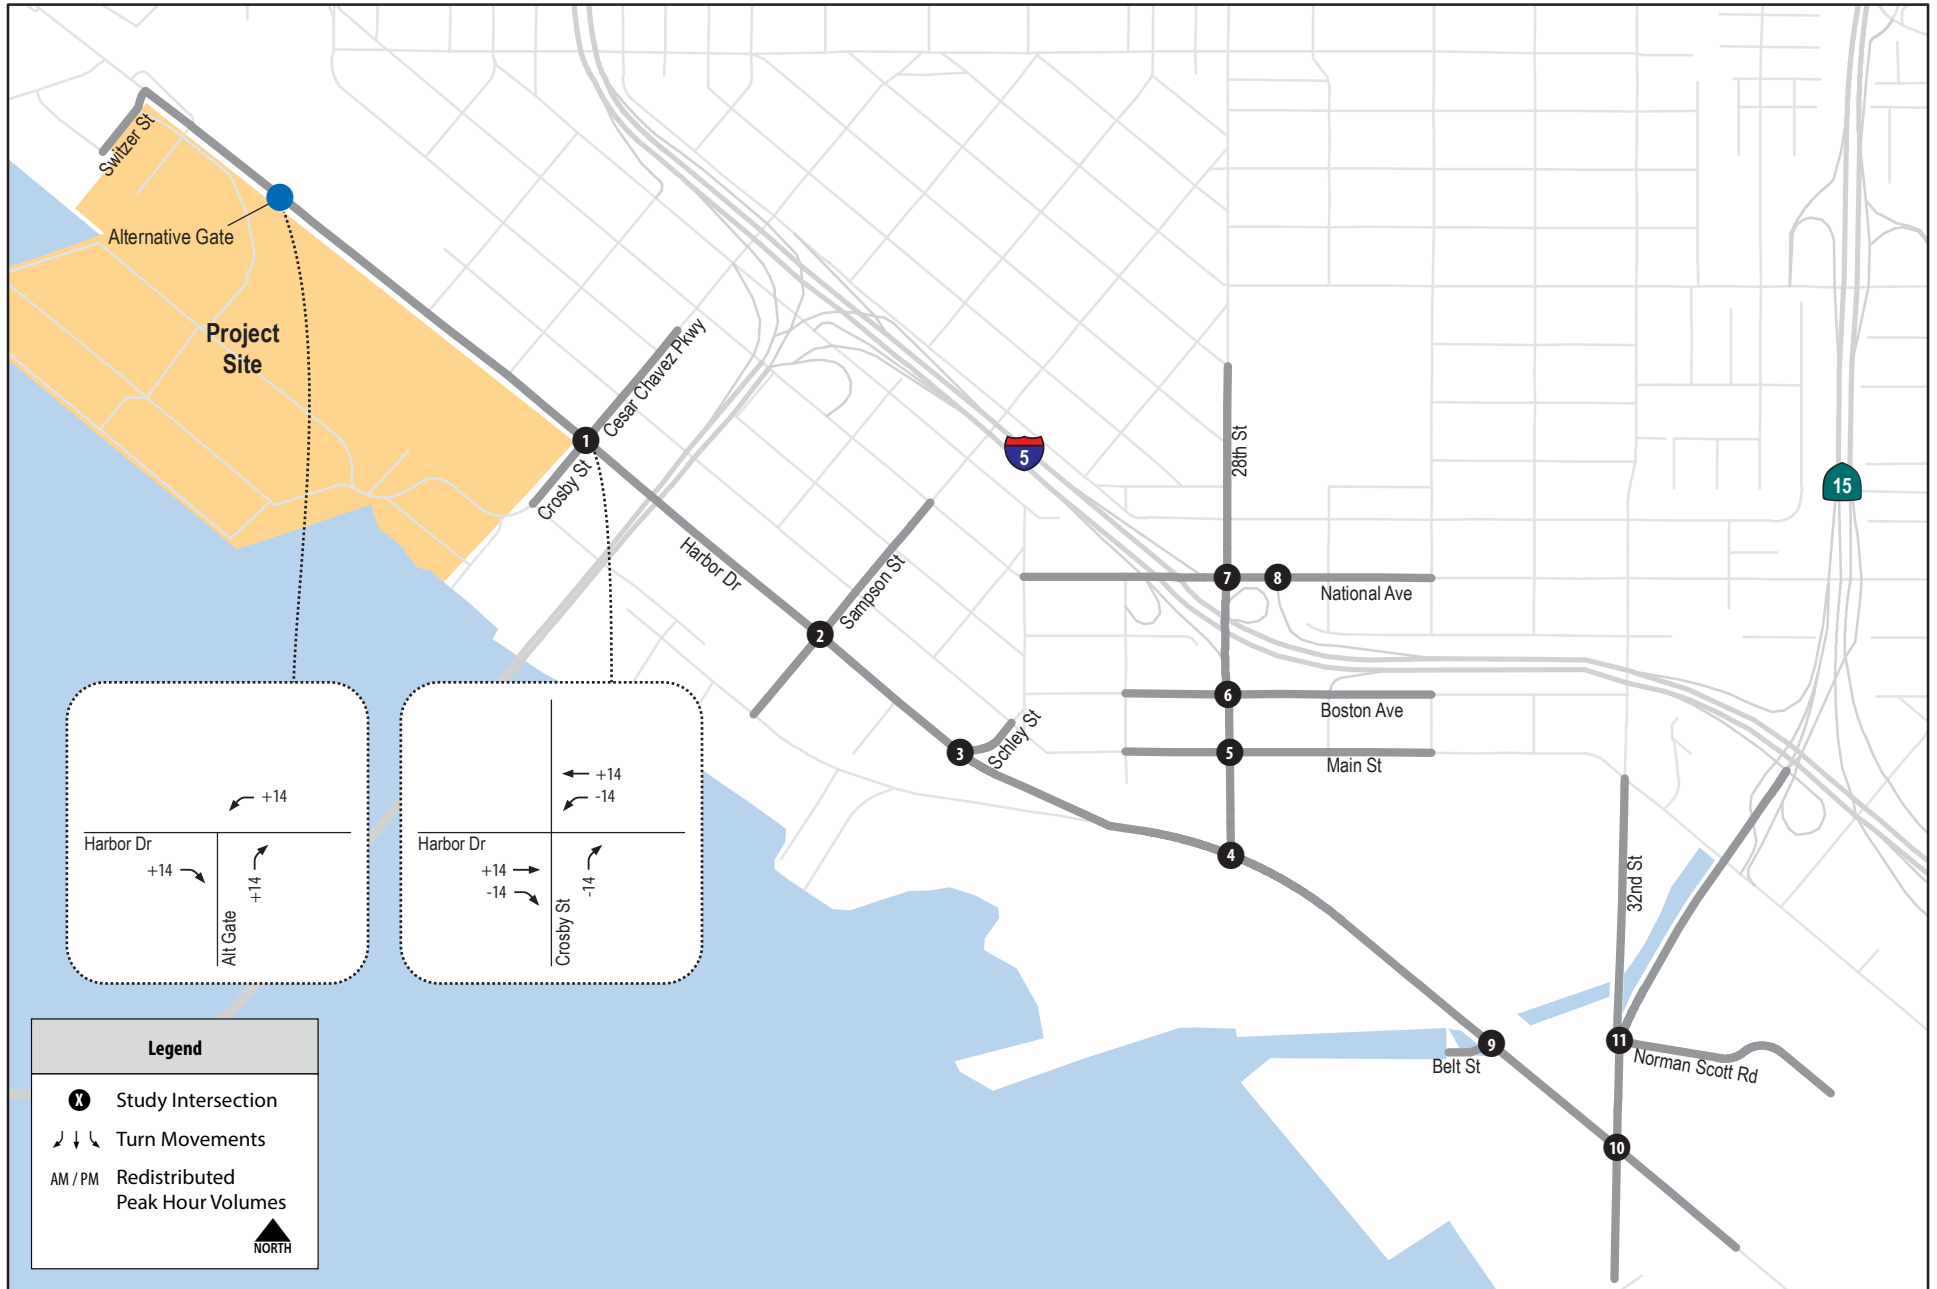 Switzer St
Alternative Gate
Project
Site
Cesar Chavez Pkwy
1
Crosby St
Harbor Dr
Sampson St
2
Schley St
3
5
28th St
7
8
National Ave
6
Boston Ave
5
Main St
4
15
32nd St
9
Belt St
11
Norman Scott Rd
10
+14
Harbor Dr
+14
+14
Alt Gate
+14
-14
Harbor Dr
+14
-14
-14
Crosby St
Legend
X Study Intersection
Turn Movements
AM / PM Redistributed
Peak Hour Volumes
NORTH